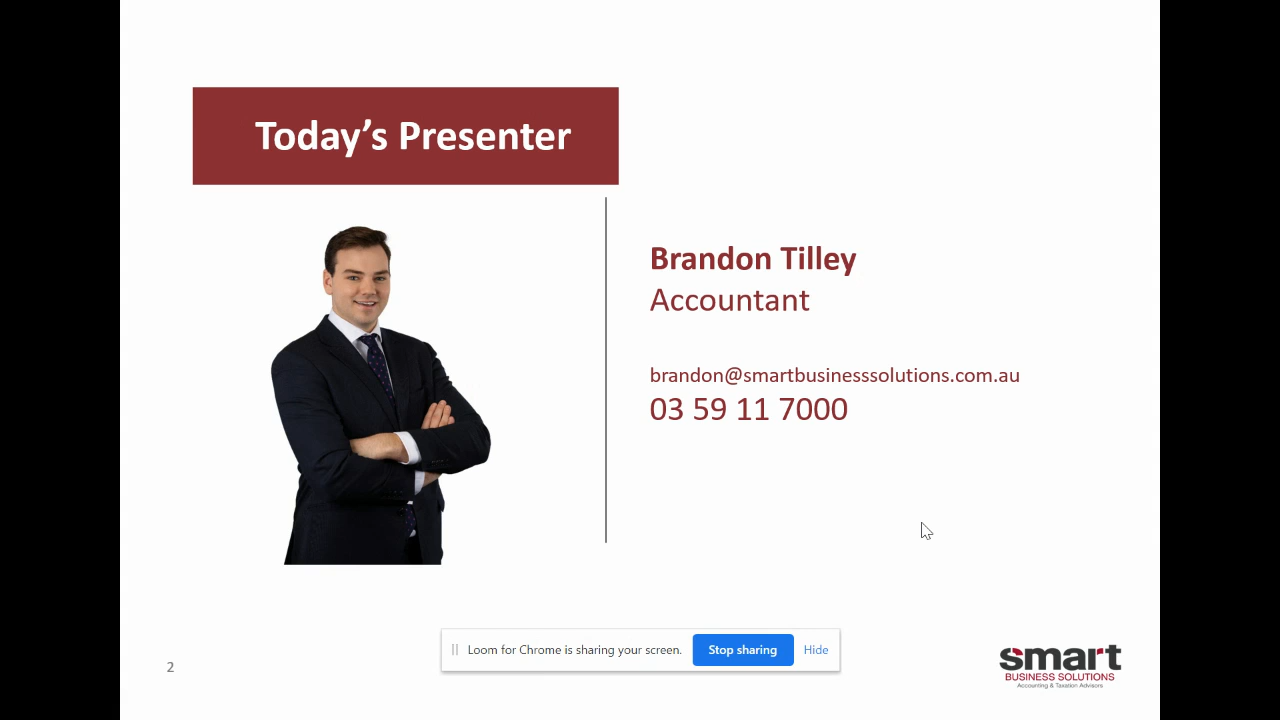 Today's Presenter
Brandon Tilley
Accountant
brandon@smartbusinesssolutions.com.au
03 59 11 7000
Loom for Chrome is sharing your screen.
Stop sharing
Hide
2
smart
BUSINESS SOLUTIONS
Accounting & Taxation Advisors